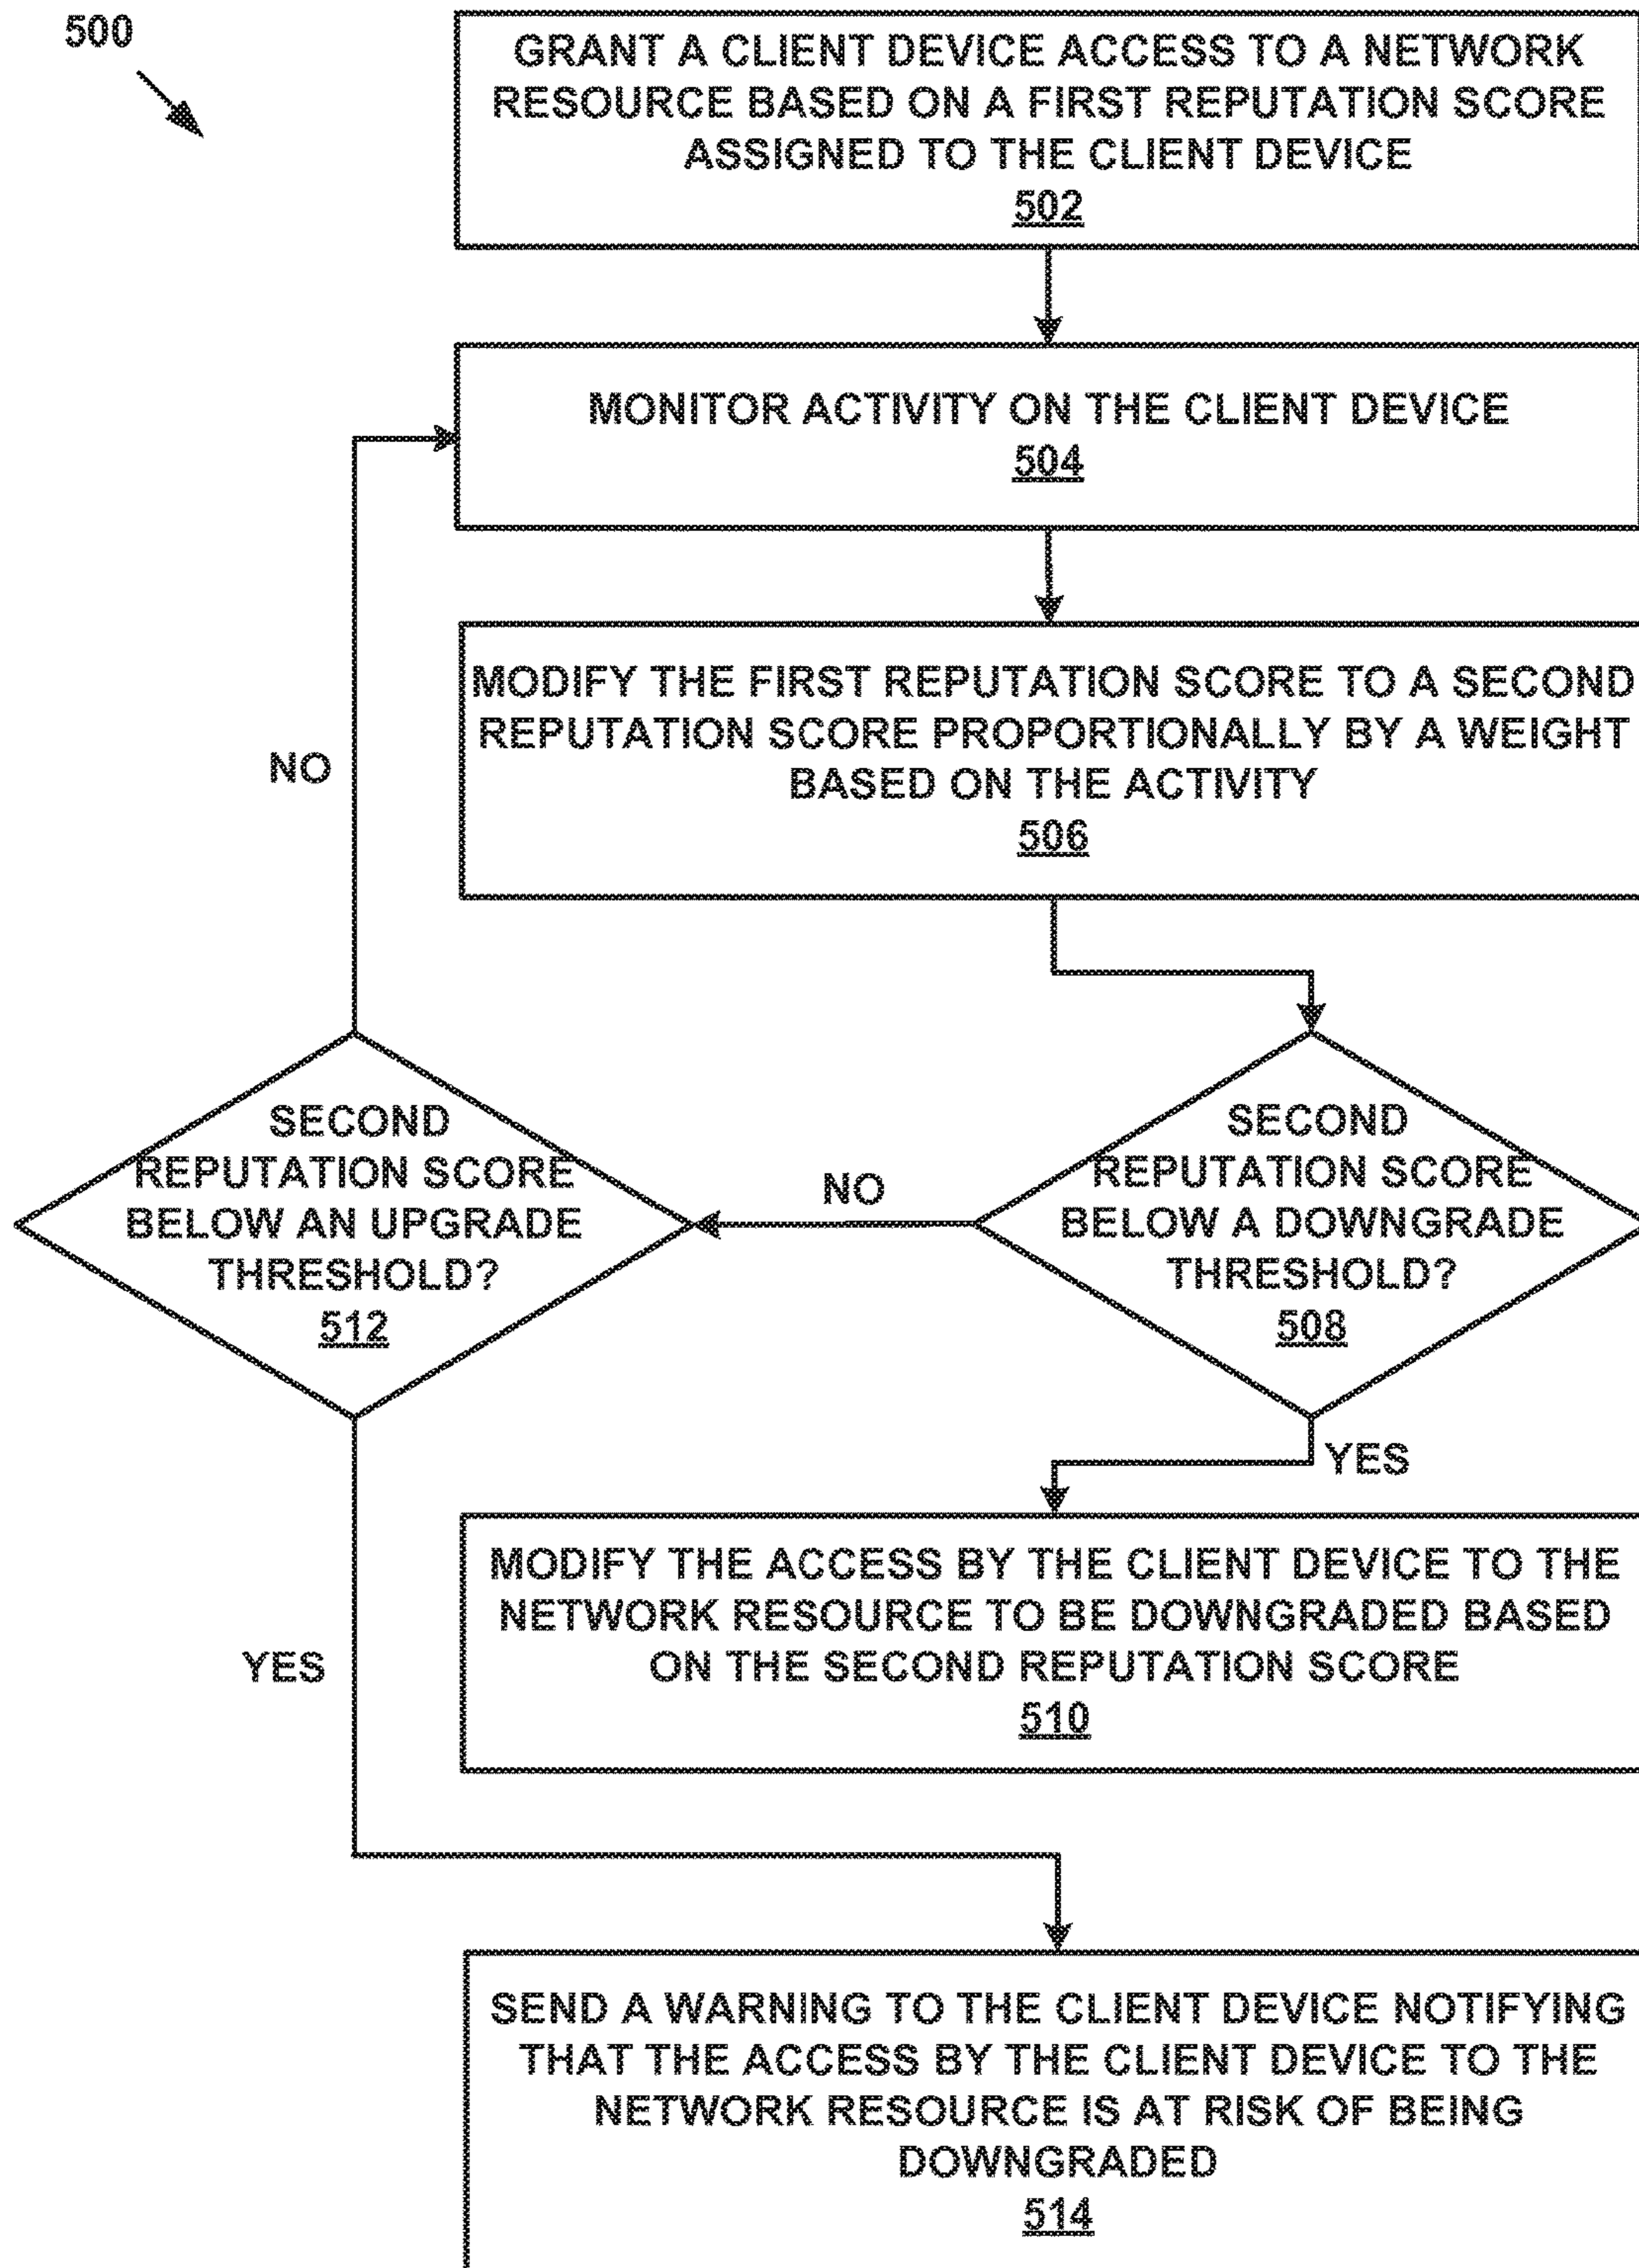 500
GRANT A CLIENT DEVICE ACCESS TO A NETWORK
RESOURCE BASED ON A FIRST REPUTATION SCORE
ASSIGNED TO THE CLIENT DEVICE
502
MONITOR ACTIVITY ON THE CLIENT DEVICE
504
MODIFY THE FIRST REPUTATION SCORE TO A SECOND
REPUTATION SCORE PROPORTIONALLY BY A WEIGHT
BASED ON THE ACTIVITY
506
NO
SECOND
REPUTATION SCORE
BELOW A DOWNGRADE
THRESHOLD?
508
NO
SECOND
REPUTATION SCORE
BELOW AN UPGRADE
THRESHOLD?
512
YES
MODIFY THE ACCESS BY THE CLIENT DEVICE TO THE
NETWORK RESOURCE TO BE DOWNGRADED BASED
ON THE SECOND REPUTATION SCORE
510
YES
SEND A WARNING TO THE CLIENT DEVICE NOTIFYING
THAT THE ACCESS BY THE CLIENT DEVICE TO THE
NETWORK RESOURCE IS AT RISK OF BEING
DOWNGRADED
514